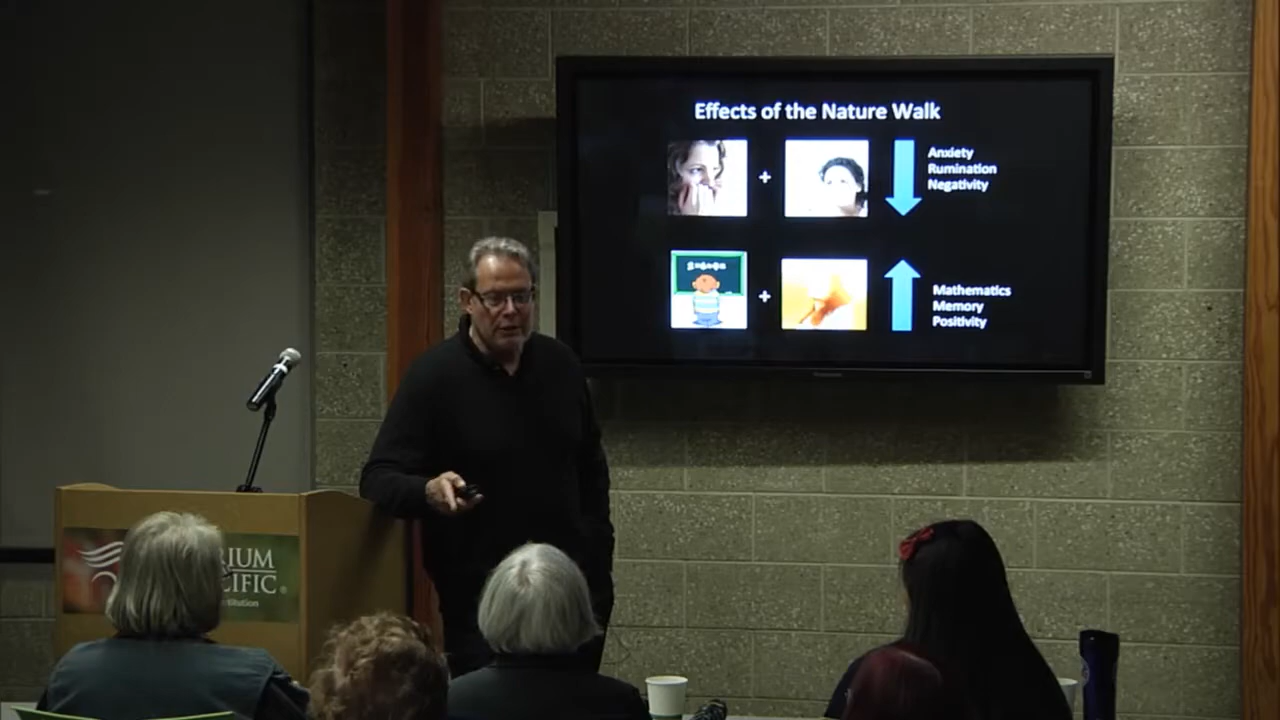 Effects of the Nature Walk
+
Anxiety
Rumination
Negativity
+
Mathematics
Memory
Positivity
RIUM
CIFIC®